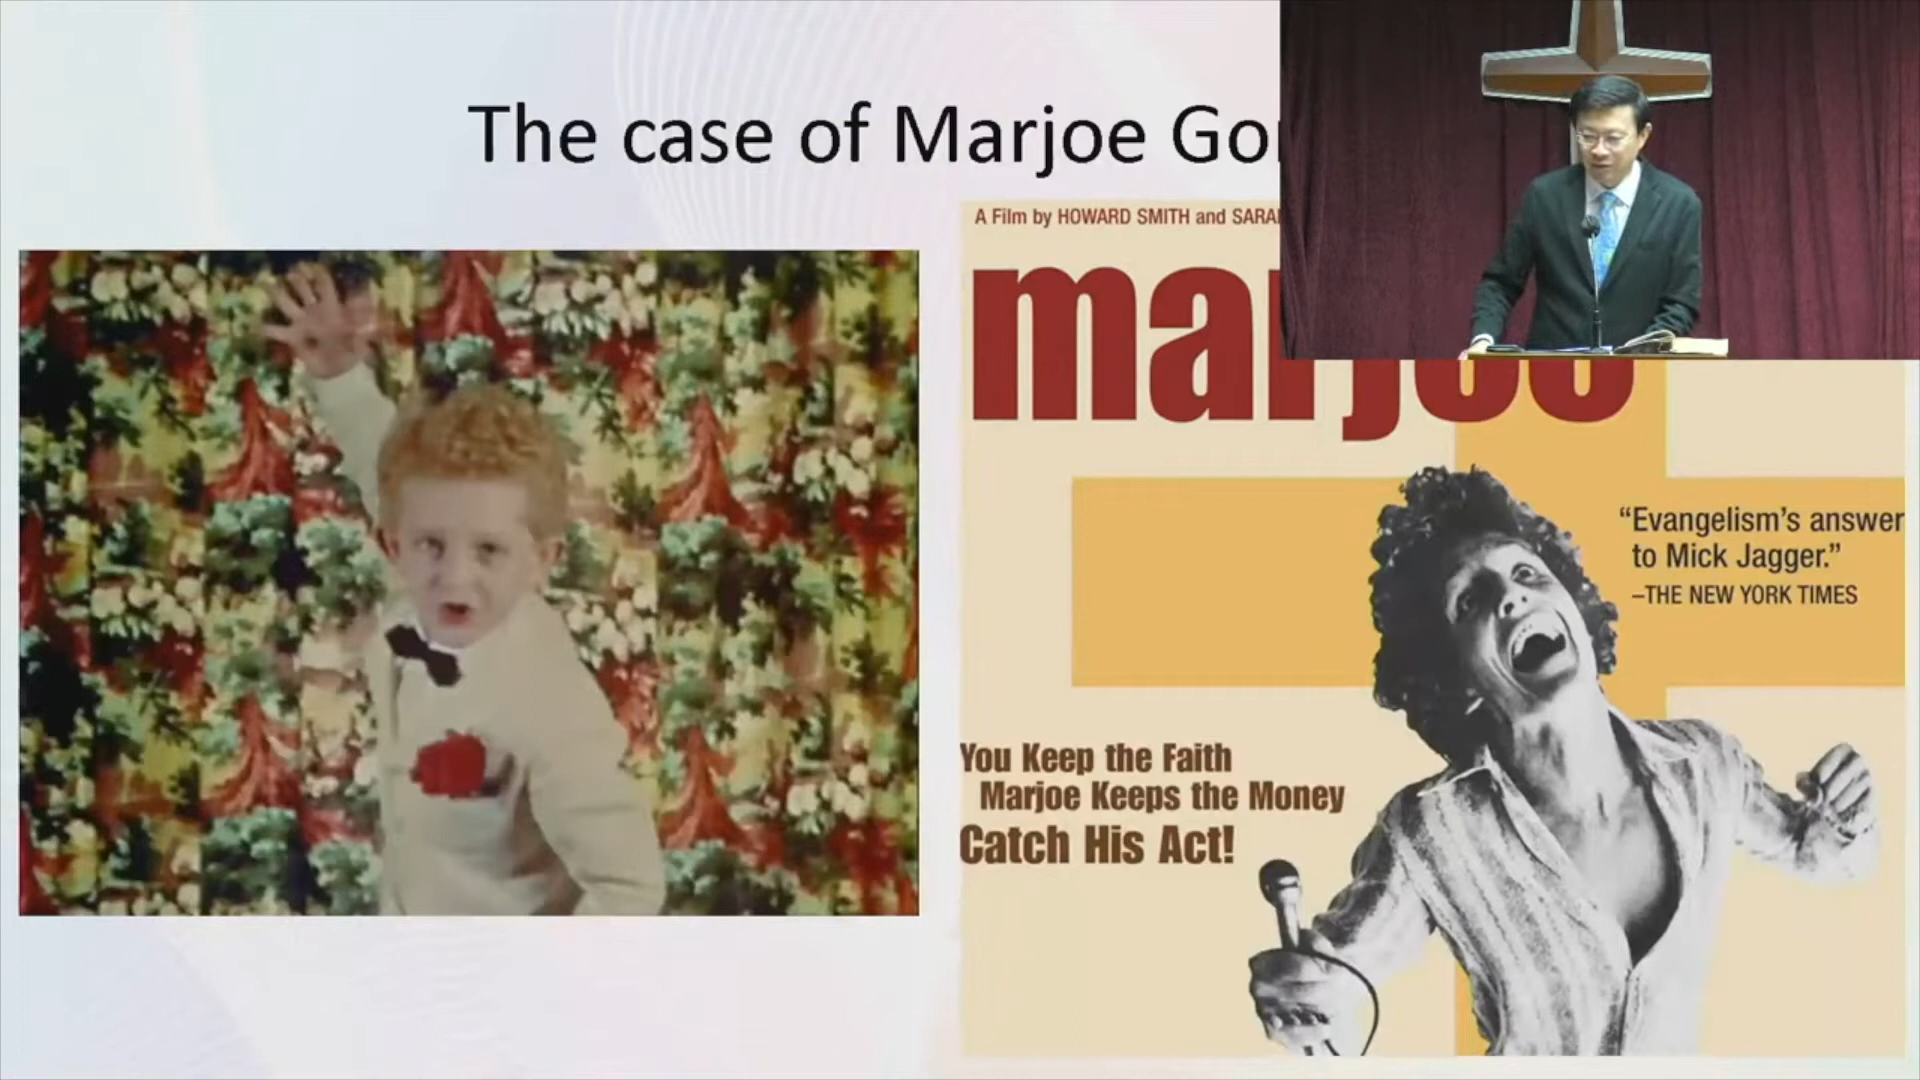 The case of Marjoe Go
A Film by HOWARD SMITH and SARA
marjoe
"Evangelism's answer
to Mick Jagger."
–THE NEW YORK TIMES
You Keep the Faith
Marjoe Keeps the Money
Catch His Act!